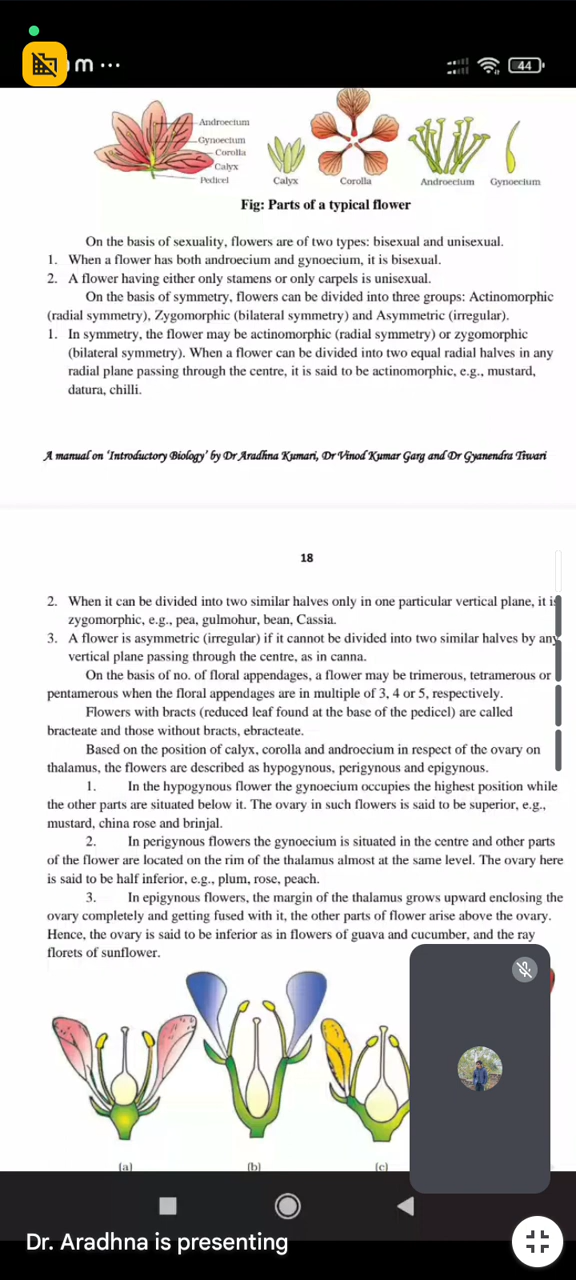 m ...
44
Androecium
Gynoecium
Corolla
Calyx
Pedicel
Calyx
Corolla
Androecium
Gynoecium
Fig: Parts of a typical flower
On the basis of sexuality, flowers are of two types: bisexual and unisexual.
1. When a flower has both androecium and gynoecium, it is bisexual.
2. A flower having either only stamens or only carpels is unisexual.
On the basis of symmetry, flowers can be divided into three groups: Actinomorphic
(radial symmetry), Zygomorphic (bilateral symmetry) and Asymmetric (irregular).
1. In symmetry, the flower may be actinomorphic (radial symmetry) or zygomorphic
(bilateral symmetry). When a flower can be divided into two equal radial halves in any
radial plane passing through the centre, it is said to be actinomorphic, e.g., mustard,
datura, chilli.
A manual on 'Introductory Biology' by Dr Aradhna Kumari, Dr Vinod Kumar Garg and Dr Gyanendra Tiwari
18
2. When it can be divided into two similar halves only in one particular vertical plane, it is
zygomorphic, e.g., pea, gulmohur, bean, Cassia.
3. A flower is asymmetric (irregular) if it cannot be divided into two similar halves by any
vertical plane passing through the centre, as in canna.
On the basis of no. of floral appendages, a flower may be trimerous, tetramerous or
pentamerous when the floral appendages are in multiple of 3, 4 or 5, respectively.
Flowers with bracts (reduced leaf found at the base of the pedicel) are called
bracteate and those without bracts, ebracteate.
Based on the position of calyx, corolla and androecium in respect of the ovary on
thalamus, the flowers are described as hypogynous, perigynous and epigynous.
1. In the hypogynous flower the gynoecium occupies the highest position while
the other parts are situated below it. The ovary in such flowers is said to be superior, e.g.,
mustard, china rose and brinjal.
2. In perigynous flowers the gynoecium is situated in the centre and other parts
of the flower are located on the rim of the thalamus almost at the same level. The ovary here
is said to be half inferior, e.g., plum, rose, peach.
3. In epigynous flowers, the margin of the thalamus grows upward enclosing the
ovary completely and getting fused with it, the other parts of flower arise above the ovary.
Hence, the ovary is said to be inferior as in flowers of guava and cucumber, and the ray
florets of sunflower.
(a)
(b)
(c)
Dr. Aradhna is presenting